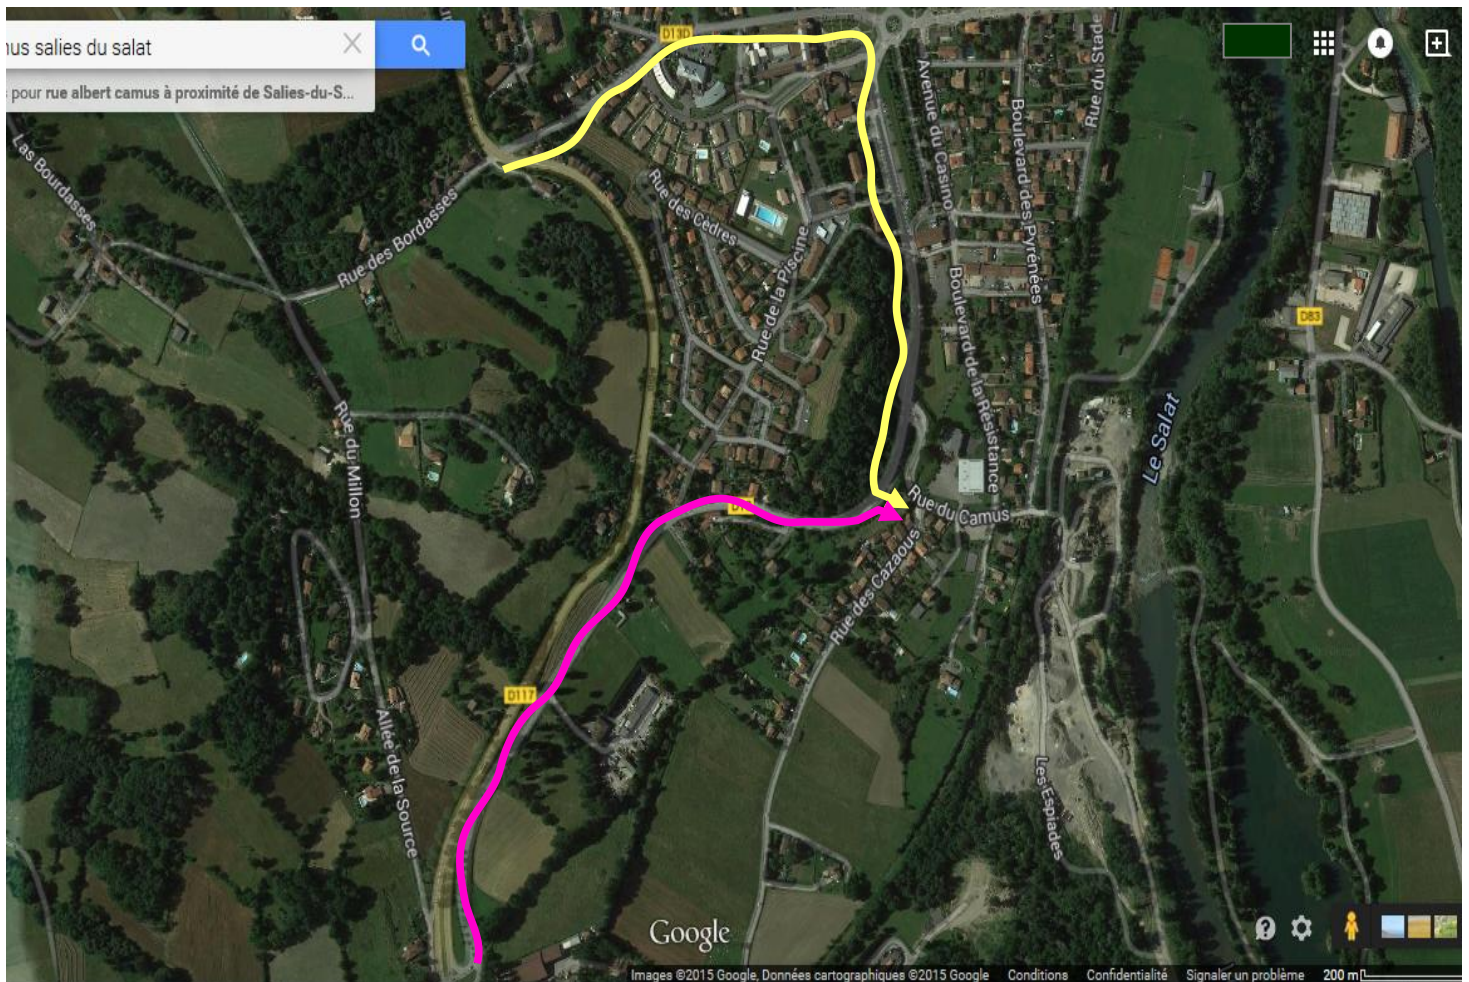 nus salies du salat
pour rue albert camus à proximité de Salies-du-S...
D13D
Rue du Stade
Avenue du Casino
Boulevard des Pyrénées
Las Bourdasses
Rue des Bordasses
Rue des Cèdres
Rue de la Piscine
D83
Boulevard de la Résistance
Le Salat
Rue du Millon
Rue du Camus
Rue des Cazaous
D117
Allée de la Source
Les Espiades
Google
Images ©2015 Google, Données cartographiques ©2015 Google Conditions Confidentialité Signaler un problème 200 m